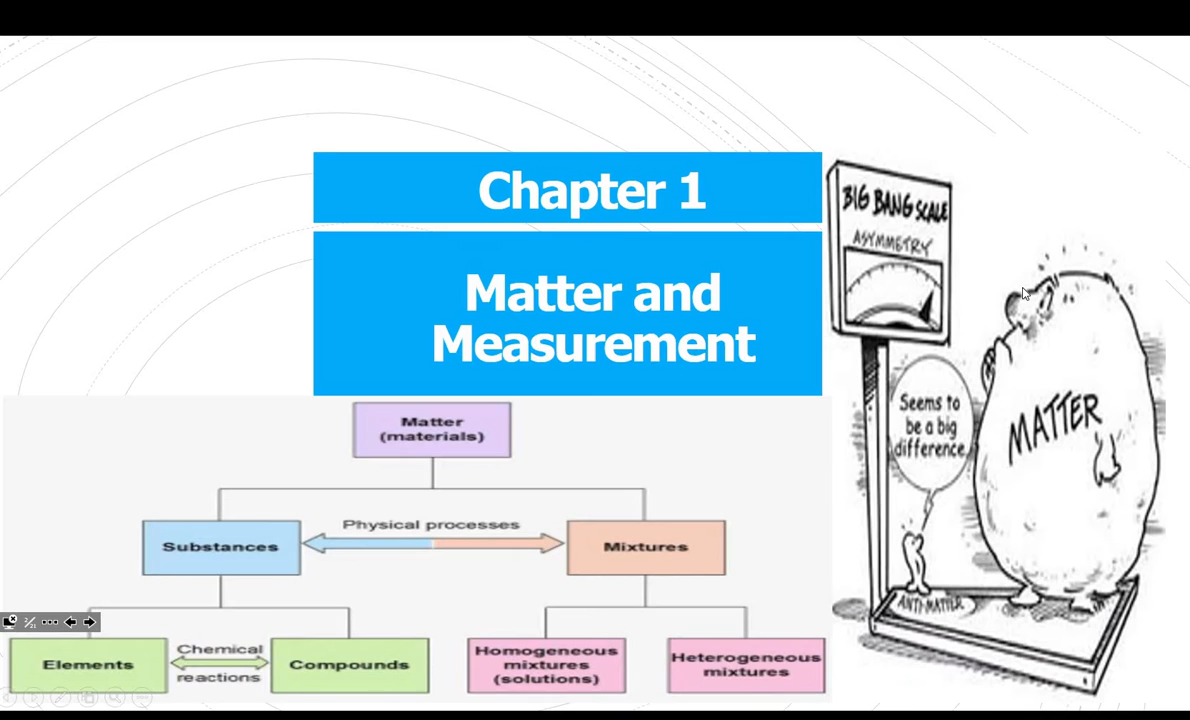 Chapter 1
Matter and
Measurement
BIG BANG SCALE
ASYMMETRY
Seems to
be a big
difference.
MATTER
ANTI-MATTER
Matter
(materials)
Physical processes
Substances
Mixtures
Elements
Chemical
reactions
Compounds
Homogeneous
mixtures
(solutions)
Heterogeneous
mixtures